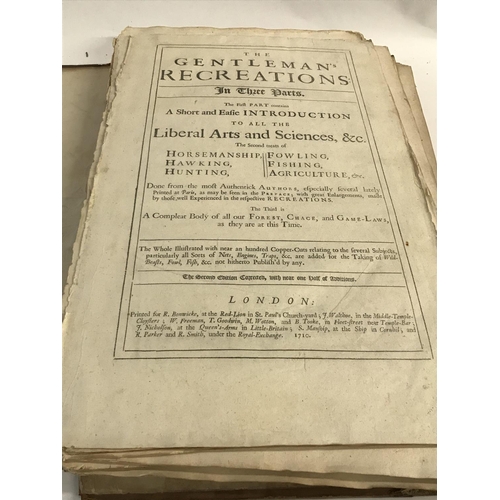 THE
GENTLEMAN's
RECREATIONS
In Three Parts.
The First PART contains
A Short and Easie INTRODUCTION
TO ALL THE
Liberal Arts and Sciences, &c.
The Second treats of
HORSEMANSHIP, FOWLING,
HAWKING, FISHING,
HUNTING, AGRICULTURE, &c.
Done from the most Authentick AUTHORS, especially several lately
Printed at Paris, as may be seen in the PREFACE; with great Enlargements, made
by those well Experienced in the respective RECREATIONS.
The Third is
A Compleat Body of all our FOREST, CHACE, and GAME-LAWS,
as they are at this Time.
The Whole Illustrated with near an hundred Copper-Cuts relating to the several Subjects,
particularly all Sorts of Nets, Engines, Traps, &c. are added for the Taking of Wild-
Beasts, Fowl, Fish, &c. not hitherto Publish'd by any.
The Second Edition Corrected, with near one Half of Additions.
LONDON:
Printed for R. Bonwicke, at the Red-Lion in St. Paul's Church-yard; J. Walthoe, in the Middle-Temple-
Cloysters; W. Freeman, T. Goodwin, M. Wotton, and B. Tooke, in Fleet-street near Temple-Bar;
J. Nicholson, at the Queen's-Arms in Little-Britain; S. Manship, at the Ship in Cornhil; and
R. Parker and R. Smith, under the Royal-Exchange. 1710.